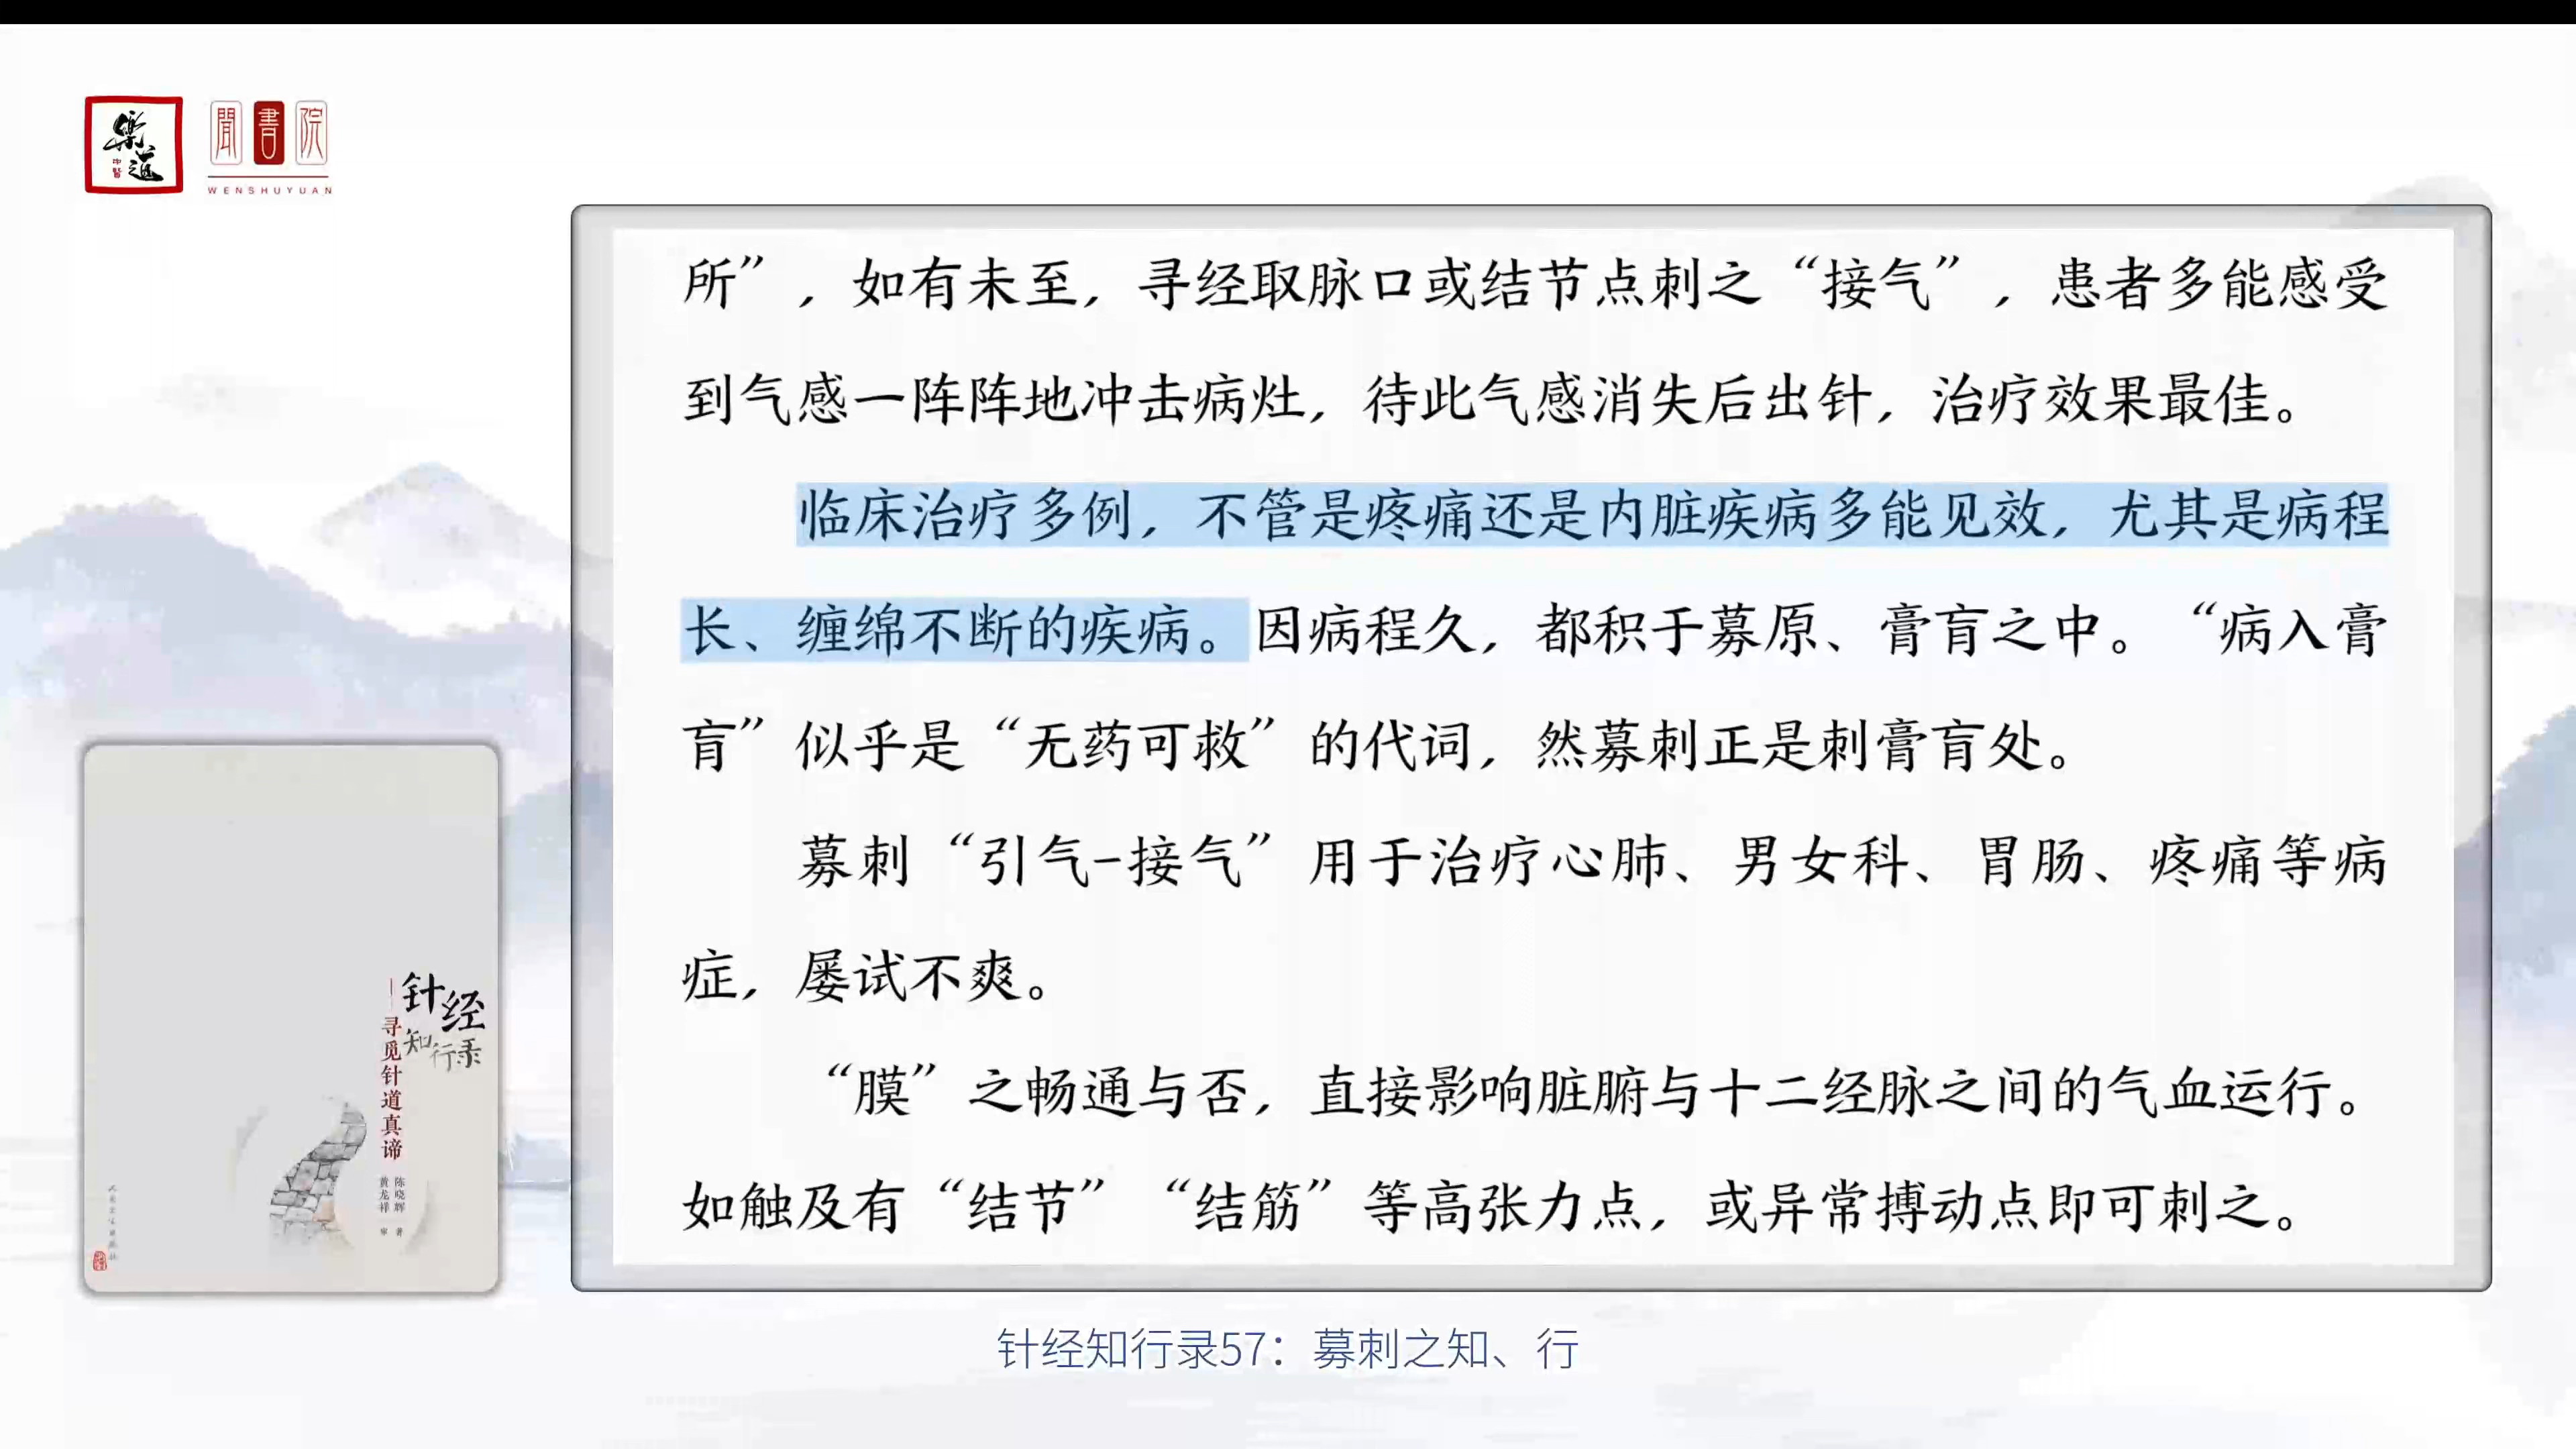 樂道
中醫
聞書院
WENSHUYUAN
所”，如有未至，寻经取脉口或结节点刺之“接气”，患者多能感受
到气感一阵阵地冲击病灶，待此气感消失后出针，治疗效果最佳。
临床治疗多例，不管是疼痛还是内脏疾病多能见效，尤其是病程
长、缠绵不断的疾病。因病程久，都积于募原、膏肓之中。“病入膏
肓”似乎是“无药可救”的代词，然募刺正是刺膏肓处。
募刺“引气-接气”用于治疗心肺、男女科、胃肠、疼痛等病
症，屡试不爽。
“膜”之畅通与否，直接影响脏腑与十二经脉之间的气血运行。
如触及有“结节”“结筋”等高张力点，或异常搏动点即可刺之。
针经
知行录
寻觅针道真谛
陈晓辉 著
黄龙祥 审
针经知行录57：募刺之知、行